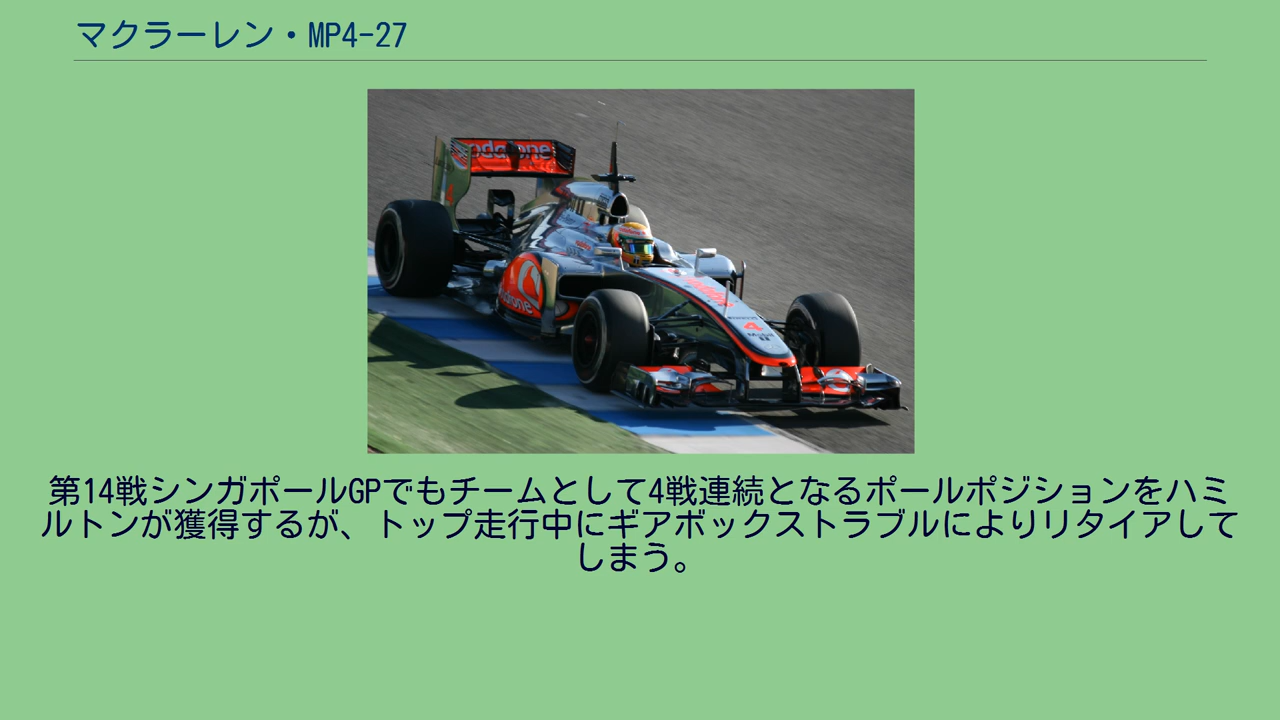 マクラーレン・MP4-27
vodafone
vodafone
4
第14戦シンガポールGPでもチームとして4戦連続となるポールポジションをハミ
ルトンが獲得するが、トップ走行中にギアボックストラブルによりリタイアして
しまう。